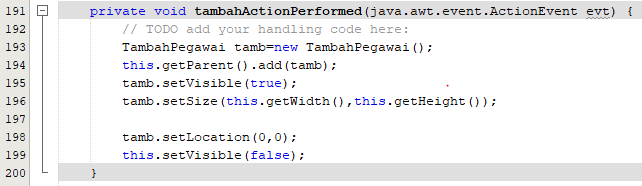 191 private void tambahActionPerformed(java.awt.event.ActionEvent evt) {
192 // TODO add your handling code here:
193 TambahPegawai tamb=new TambahPegawai();
194 this.getParent().add(tamb);
195 tamb.setVisible(true);
196 tamb.setSize(this.getWidth(),this.getHeight());
197
198 tamb.setLocation(0,0);
199 this.setVisible(false);
200 }